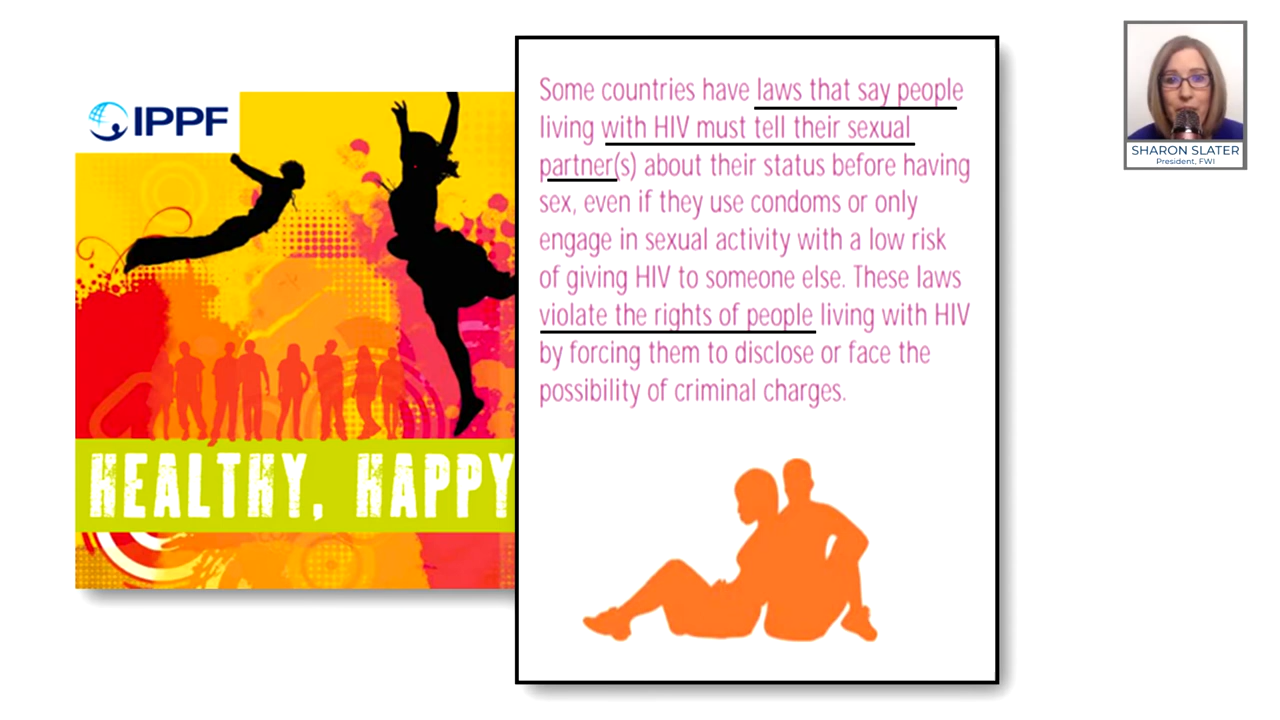 IPPF
HEALTHY, HAPPY
Some countries have laws that say people
living with HIV must tell their sexual
partner(s) about their status before having
sex, even if they use condoms or only
engage in sexual activity with a low risk
of giving HIV to someone else. These laws
violate the rights of people living with HIV
by forcing them to disclose or face the
possibility of criminal charges.
SHARON SLATER
President, FWI